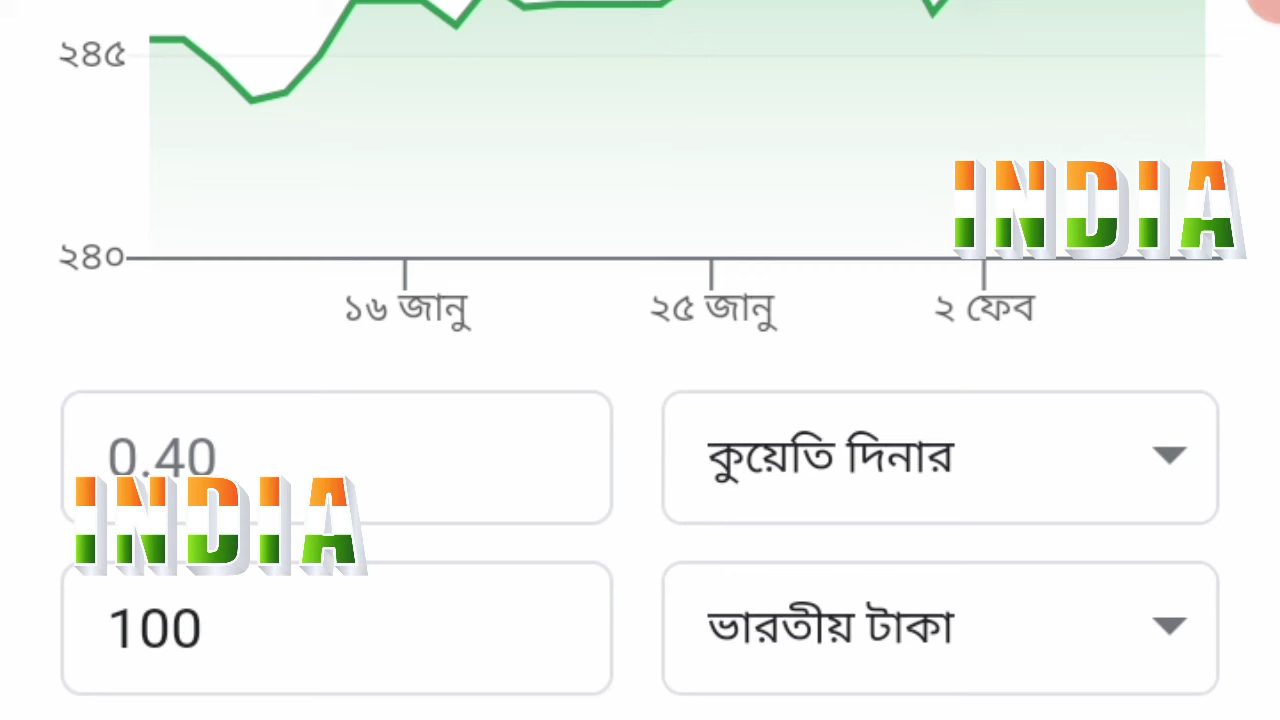 ২৪৫
INDIA
২৪০
১৬ জানু ২৫ জানু ২ ফেব
0.40 কুয়েতি দিনার
INDIA
100 ভারতীয় টাকা